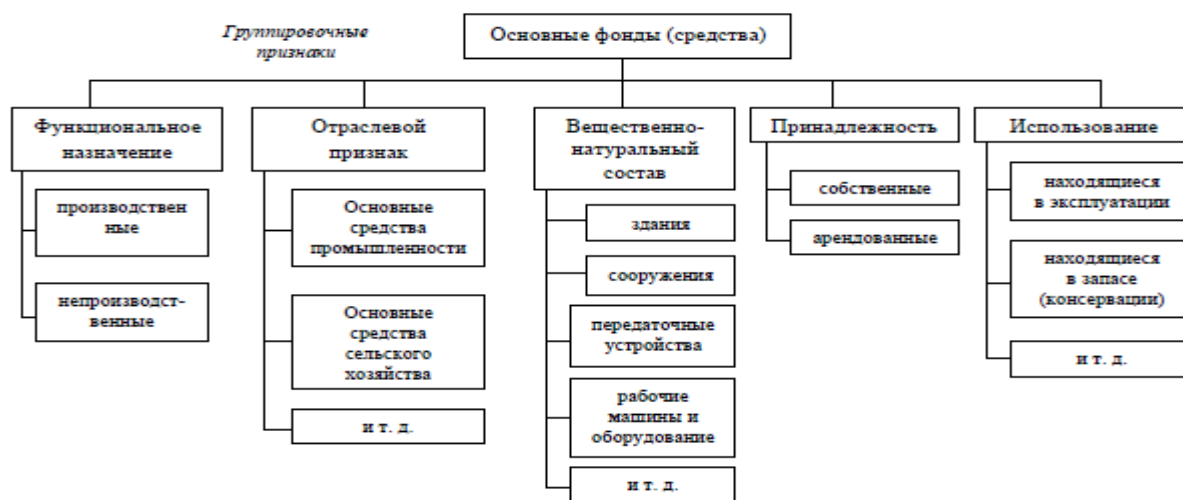 Группировочные
признаки
Основные фонды (средства)
Функциональное
назначение
производствен
ные
непроизводст-
венные
Отраслевой
признак
Основные
средства
промышленности
Основные
средства
сельского
хозяйства
и т. д.
Вещественно-
натуральный
состав
здания
сооружения
передаточные
устройства
рабочие
машины и
оборудование
и т. д.
Принадлежность
собственные
арендованные
Использование
находящиеся
в эксплуатации
находящиеся
в запасе
(консервации)
и т. д.